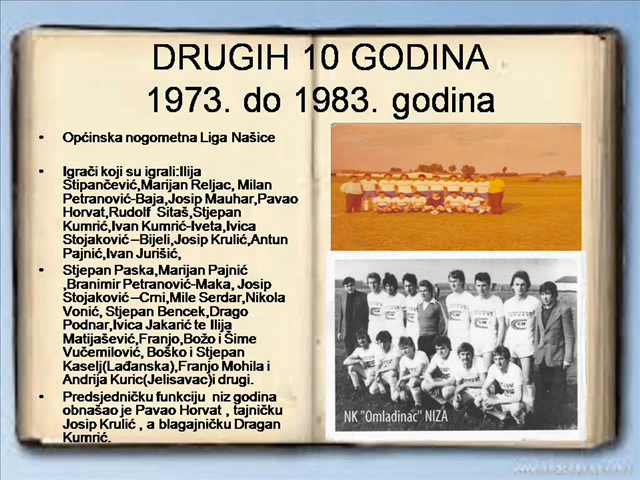 DRUGIH 10 GODINA
1973. do 1983. godina
• Općinska nogometna Liga Našice
• Igrači koji su igrali:Ilija
Stipančević,Marijan Reljac, Milan
Petranović-Baja,Josip Mauhar,Pavao
Horvat,Rudolf Sitaš,Stjepan
Kumrić,Ivan Kumrić-Iveta,Ivica
Stojaković –Bijeli,Josip Krulić,Antun
Pajnić,Ivan Jurišić,
• Stjepan Paska,Marijan Pajnić
,Branimir Petranović-Maka, Josip
Stojaković –Crni,Mile Serdar,Nikola
Vonić, Stjepan Bencek,Drago
Podnar,Ivica Jakarić te Ilija
Matijašević,Franjo,Božo i Šime
Vučemilović, Boško i Stjepan
Kaselj(Lađanska),Franjo Mohila i
Andrija Kuric(Jelisavac)i drugi.
• Predsjedničku funkciju niz godina
obnašao je Pavao Horvat , tajničku
Josip Krulić , a blagajničku Dragan
Kumrić.
NK "Omladinac" NIZA